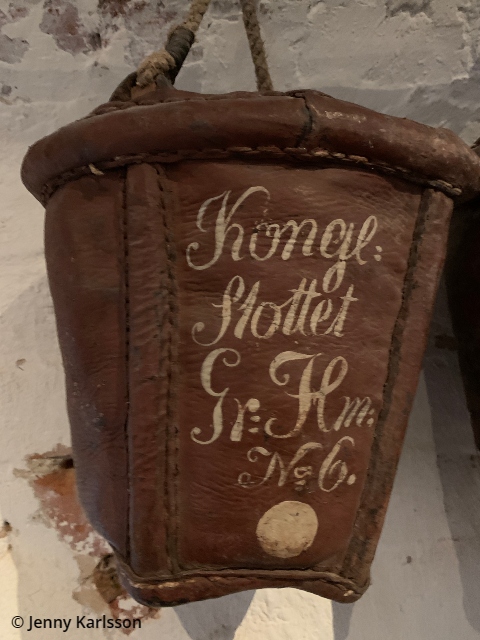 Kongl:
Slottet
Gr: Hm:
No 6.
© Jenny Karlsson